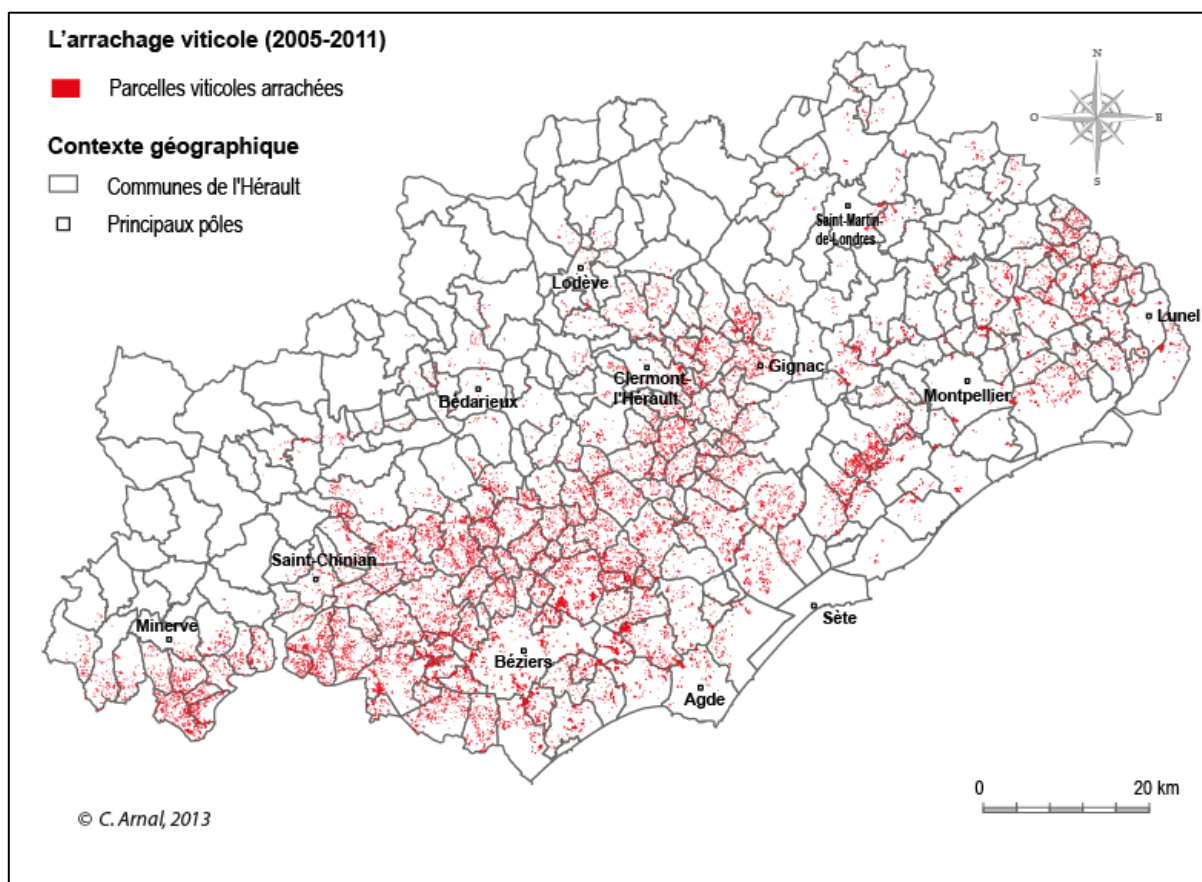 L'arrachage viticole (2005-2011)
Parcelles viticoles arrachées
Contexte géographique
Communes de l'Hérault
Principaux pôles
N
O
E
S
Saint-Martin-
de-Londres
Lodève
Lunel
Gignac
Clermont-
l'Hérault
Montpellier
Bédarieux
Saint-Chinian
Sète
Minerve
Béziers
Agde
0
20 km
© C. Arnal, 2013